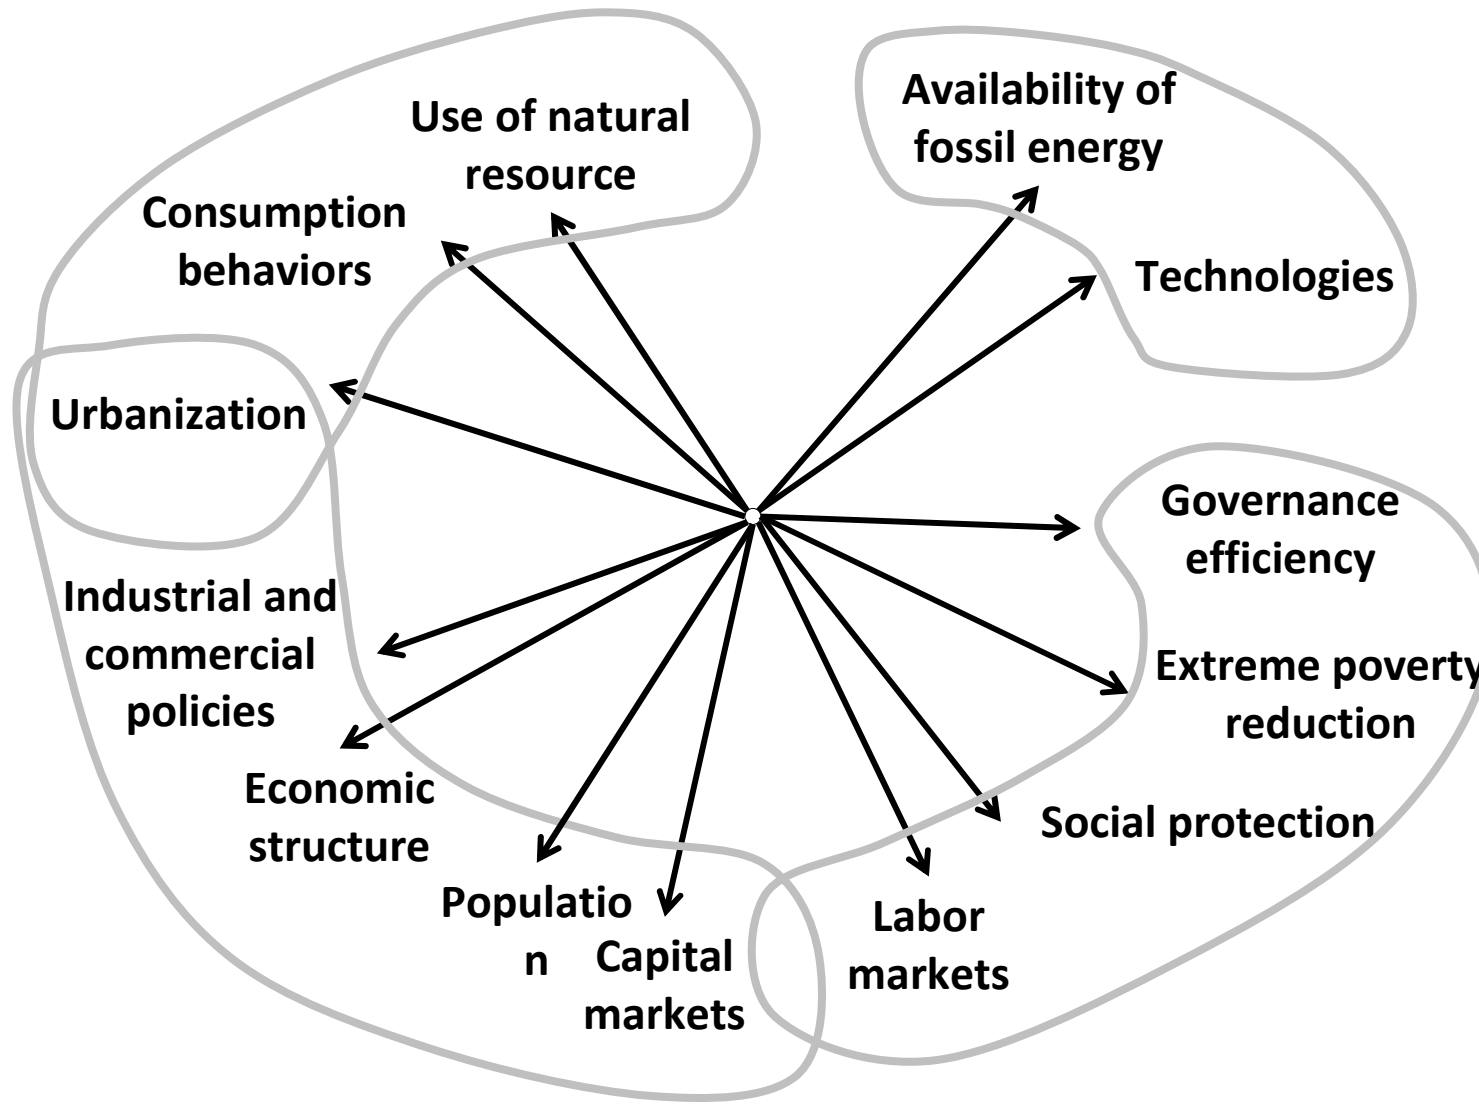 Use of natural
resource
Availability of
fossil energy
Consumption
behaviors
Technologies
Urbanization
Governance
efficiency
Industrial and
commercial
policies
Extreme poverty
reduction
Economic
structure
Social protection
Populatio
n
Capital
markets
Labor
markets